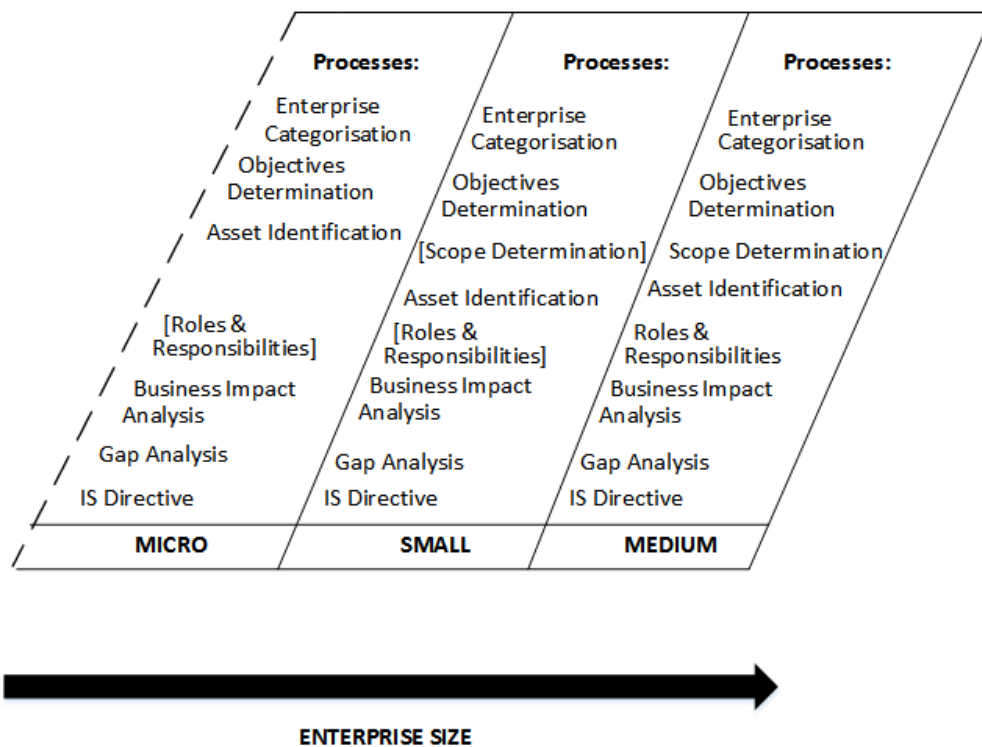 Processes:
Enterprise
Categorisation
Objectives
Determination
Asset Identification
[Roles &
Responsibilities]
Business Impact
Analysis
Gap Analysis
IS Directive
MICRO
Processes:
Enterprise
Categorisation
Objectives
Determination
[Scope Determination]
Asset Identification
[Roles &
Responsibilities]
Business Impact
Analysis
Gap Analysis
IS Directive
SMALL
Processes:
Enterprise
Categorisation
Objectives
Determination
Scope Determination
Asset Identification
Roles &
Responsibilities
Business Impact
Analysis
Gap Analysis
IS Directive
MEDIUM
ENTERPRISE SIZE